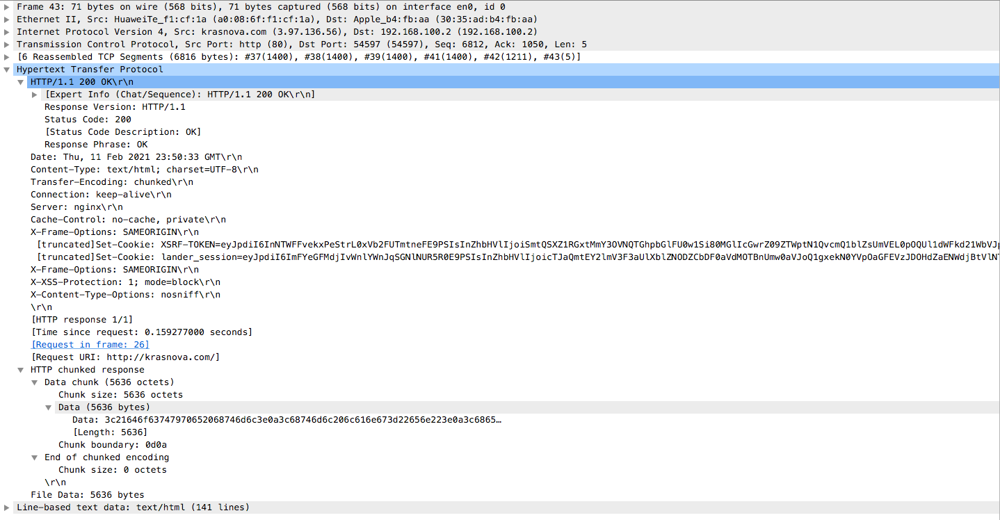 Frame 43: 71 bytes on wire (568 bits), 71 bytes captured (568 bits) on interface en0, id 0
Ethernet II, Src: HuaweiTe_f1:cf:1a (a0:08:6f:f1:cf:1a), Dst: Apple_b4:fb:aa (30:35:ad:b4:fb:aa)
Internet Protocol Version 4, Src: krasnova.com (3.97.136.56), Dst: 192.168.100.2 (192.168.100.2)
Transmission Control Protocol, Src Port: http (80), Dst Port: 54597 (54597), Seq: 6812, Ack: 1050, Len: 5
[6 Reassembled TCP Segments (6816 bytes): #37(1400), #38(1400), #39(1400), #41(1400), #42(1211), #43(5)]
Hypertext Transfer Protocol
HTTP/1.1 200 OK\r\n
[Expert Info (Chat/Sequence): HTTP/1.1 200 OK\r\n]
Response Version: HTTP/1.1
Status Code: 200
[Status Code Description: OK]
Response Phrase: OK
Date: Thu, 11 Feb 2021 23:50:33 GMT\r\n
Content-Type: text/html; charset=UTF-8\r\n
Transfer-Encoding: chunked\r\n
Connection: keep-alive\r\n
Server: nginx\r\n
Cache-Control: no-cache, private\r\n
X-Frame-Options: SAMEORIGIN\r\n
[truncated]Set-Cookie:
[truncated]Set-Cookie:
X-Frame-Options: SAMEORIGIN\r\n
X-XSS-Protection: 1; mode=block\r\n
X-Content-Type-Options: nosniff\r\n
\r\n
[HTTP response 1/1]
[Time since request: 0.159277000 seconds]
[Request in frame: 26]
[Request URI: http://krasnova.com/]
HTTP chunked response
Data chunk (5636 octets)
Chunk size: 5636 octets
Data (5636 bytes)
Data: 3c21646f63747970652068746d6c3e0a3c68746d6c206c616e673d22656e223e0a3c6865…
[Length: 5636]
Chunk boundary: 0d0a
End of chunked encoding
Chunk size: 0 octets
\r\n
File Data: 5636 bytes
Line-based text data: text/html (141 lines)